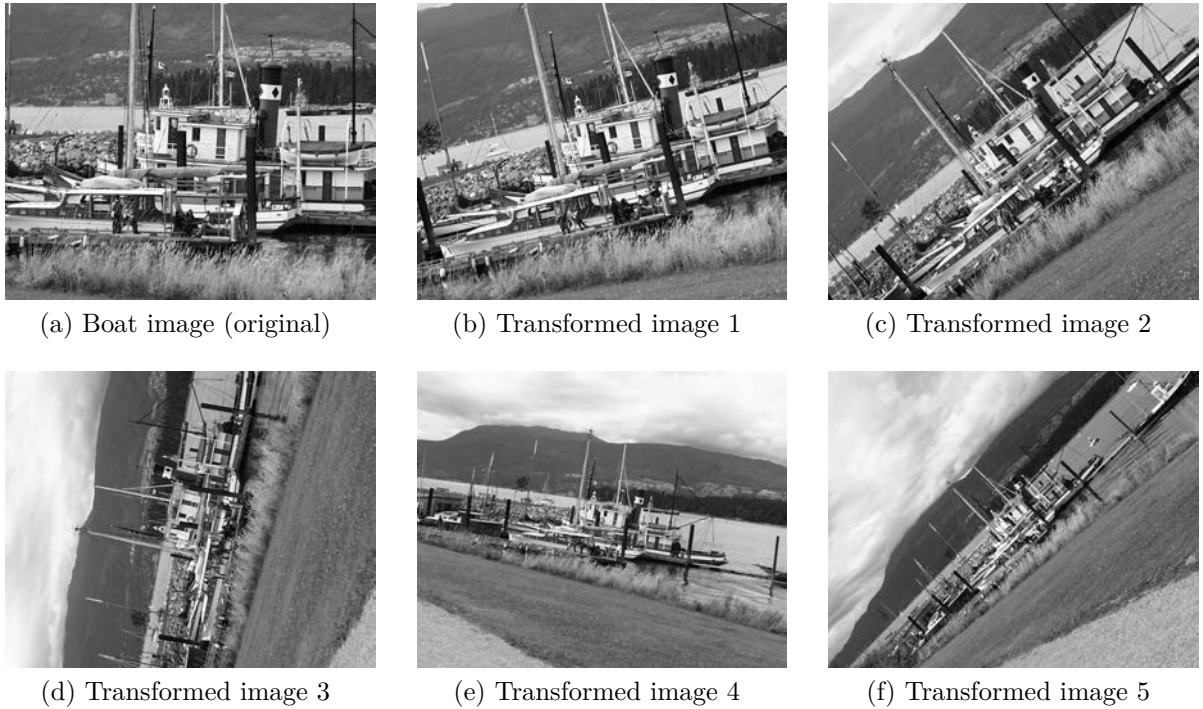 (a) Boat image (original)
(b) Transformed image 1
(c) Transformed image 2
(d) Transformed image 3
(e) Transformed image 4
(f) Transformed image 5